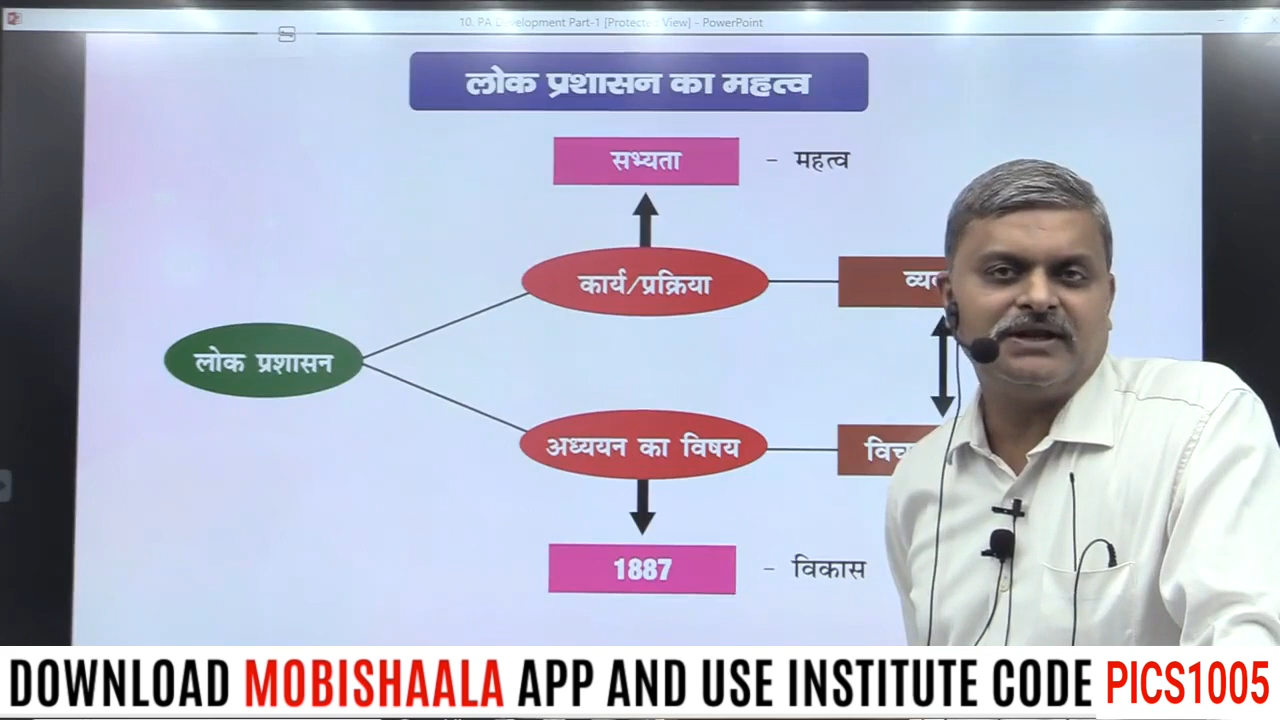 10. PA Development Part-1 [Protected View] - PowerPoint
लोक प्रशासन का महत्व
सभ्यता - महत्व
कार्य/प्रक्रिया
लोक प्रशासन
अध्ययन का विषय
1887 - विकास
DOWNLOAD MOBISHAALA APP AND USE INSTITUTE CODE PICS1005